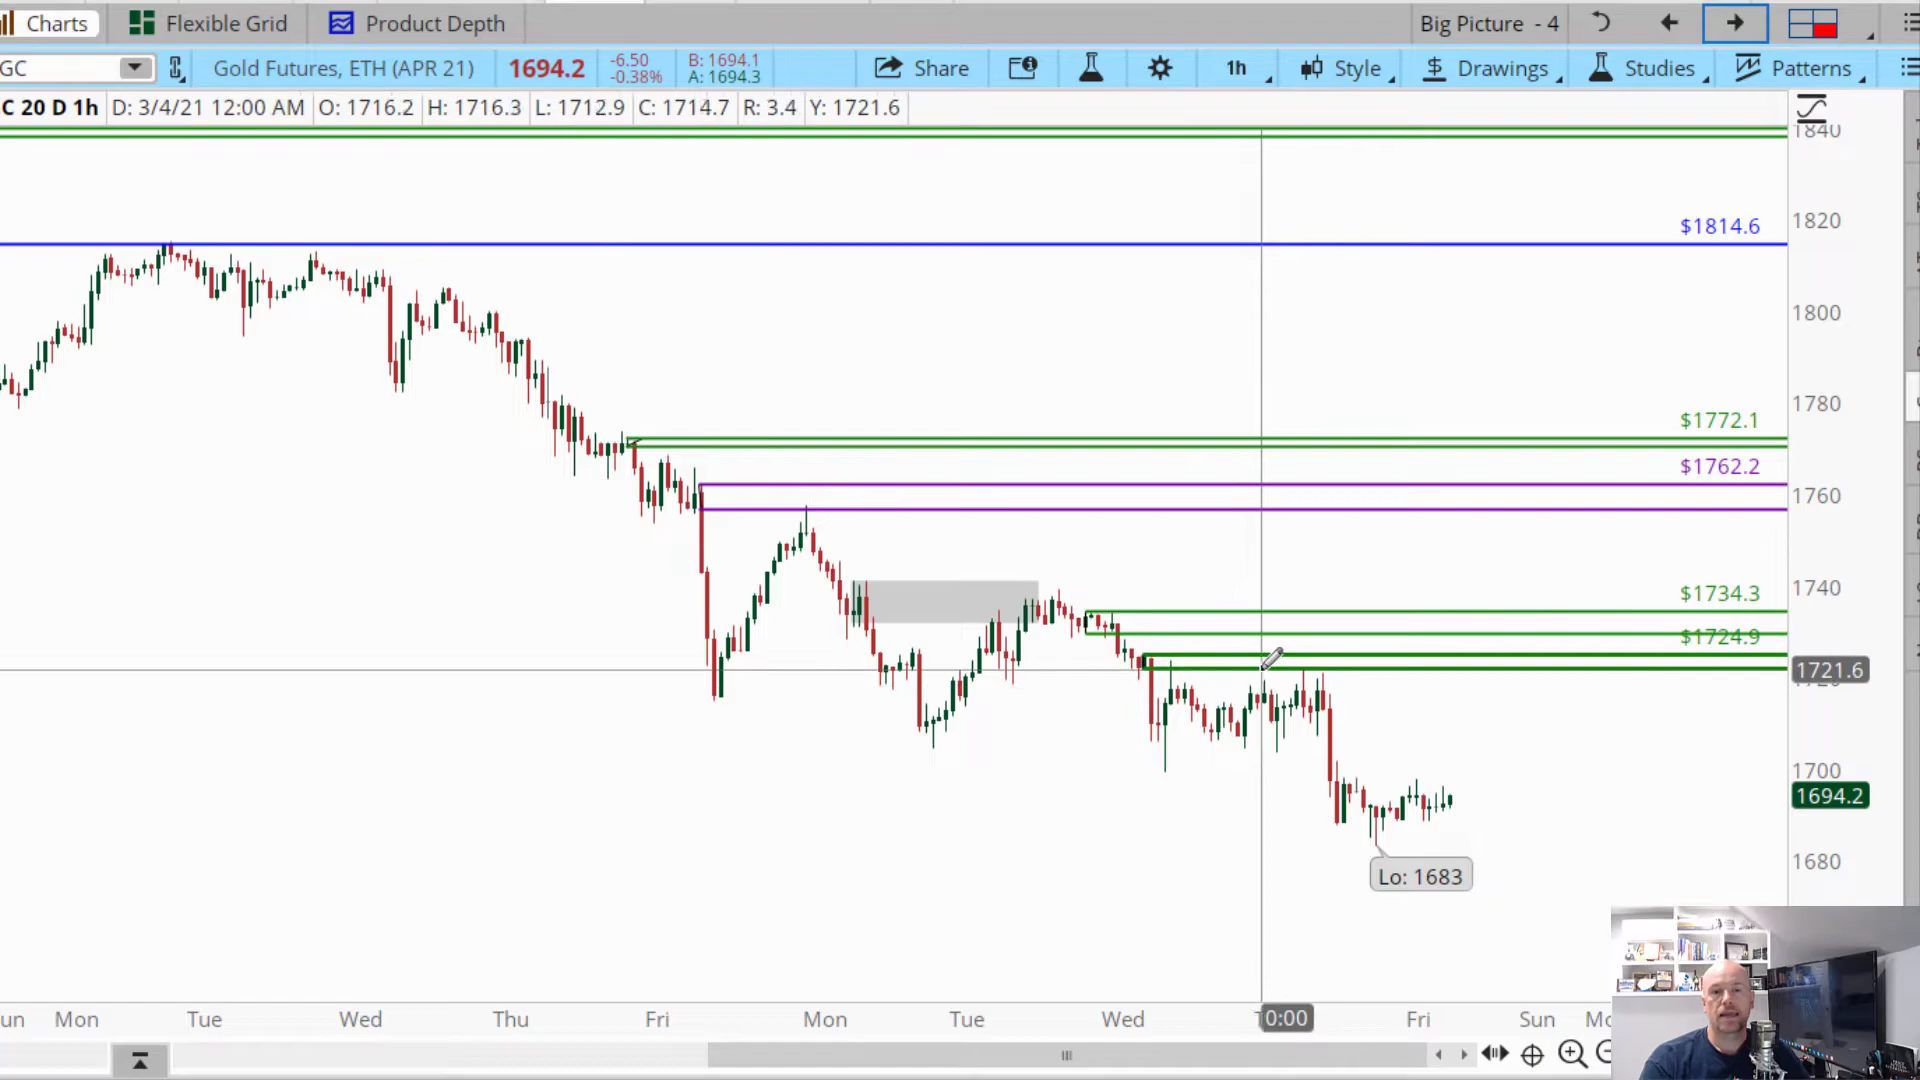 Charts Flexible Grid Product Depth Big Picture - 4
GC Gold Futures, ETH (APR 21) 1694.2 -6.50 -0.38% B: 1694.1 A: 1694.3 Share 1h Style Drawings Studies Patterns
C 20 D 1h D: 3/4/21 12:00 AM O: 1716.2 H: 1716.3 L: 1712.9 C: 1714.7 R: 3.4 Y: 1721.6
1840
$1814.6 1820
1800
1780
$1772.1
$1762.2
1760
$1734.3 1740
$1724.9
1721.6
1700
1694.2
1680
Lo: 1683
un Mon Tue Wed Thu Fri Mon Tue Wed 0:00 Fri Sun Mo